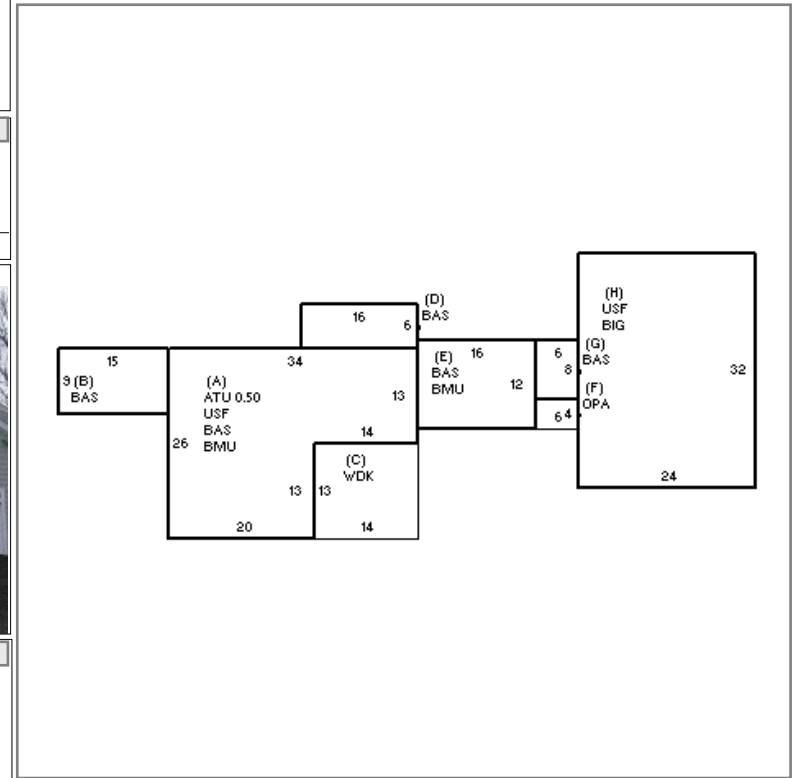 (H)
USF
BIG
(D)
BAS
16
6
(G)
BAS
6
8
15
34
(E)
16
BAS
BMU
12
32
9 (B)
BAS
(A)
ATU 0.50
USF
BAS
BMU
13
(F)
OPA
6 4
14
26
(C)
WDK
13
13
24
20
14